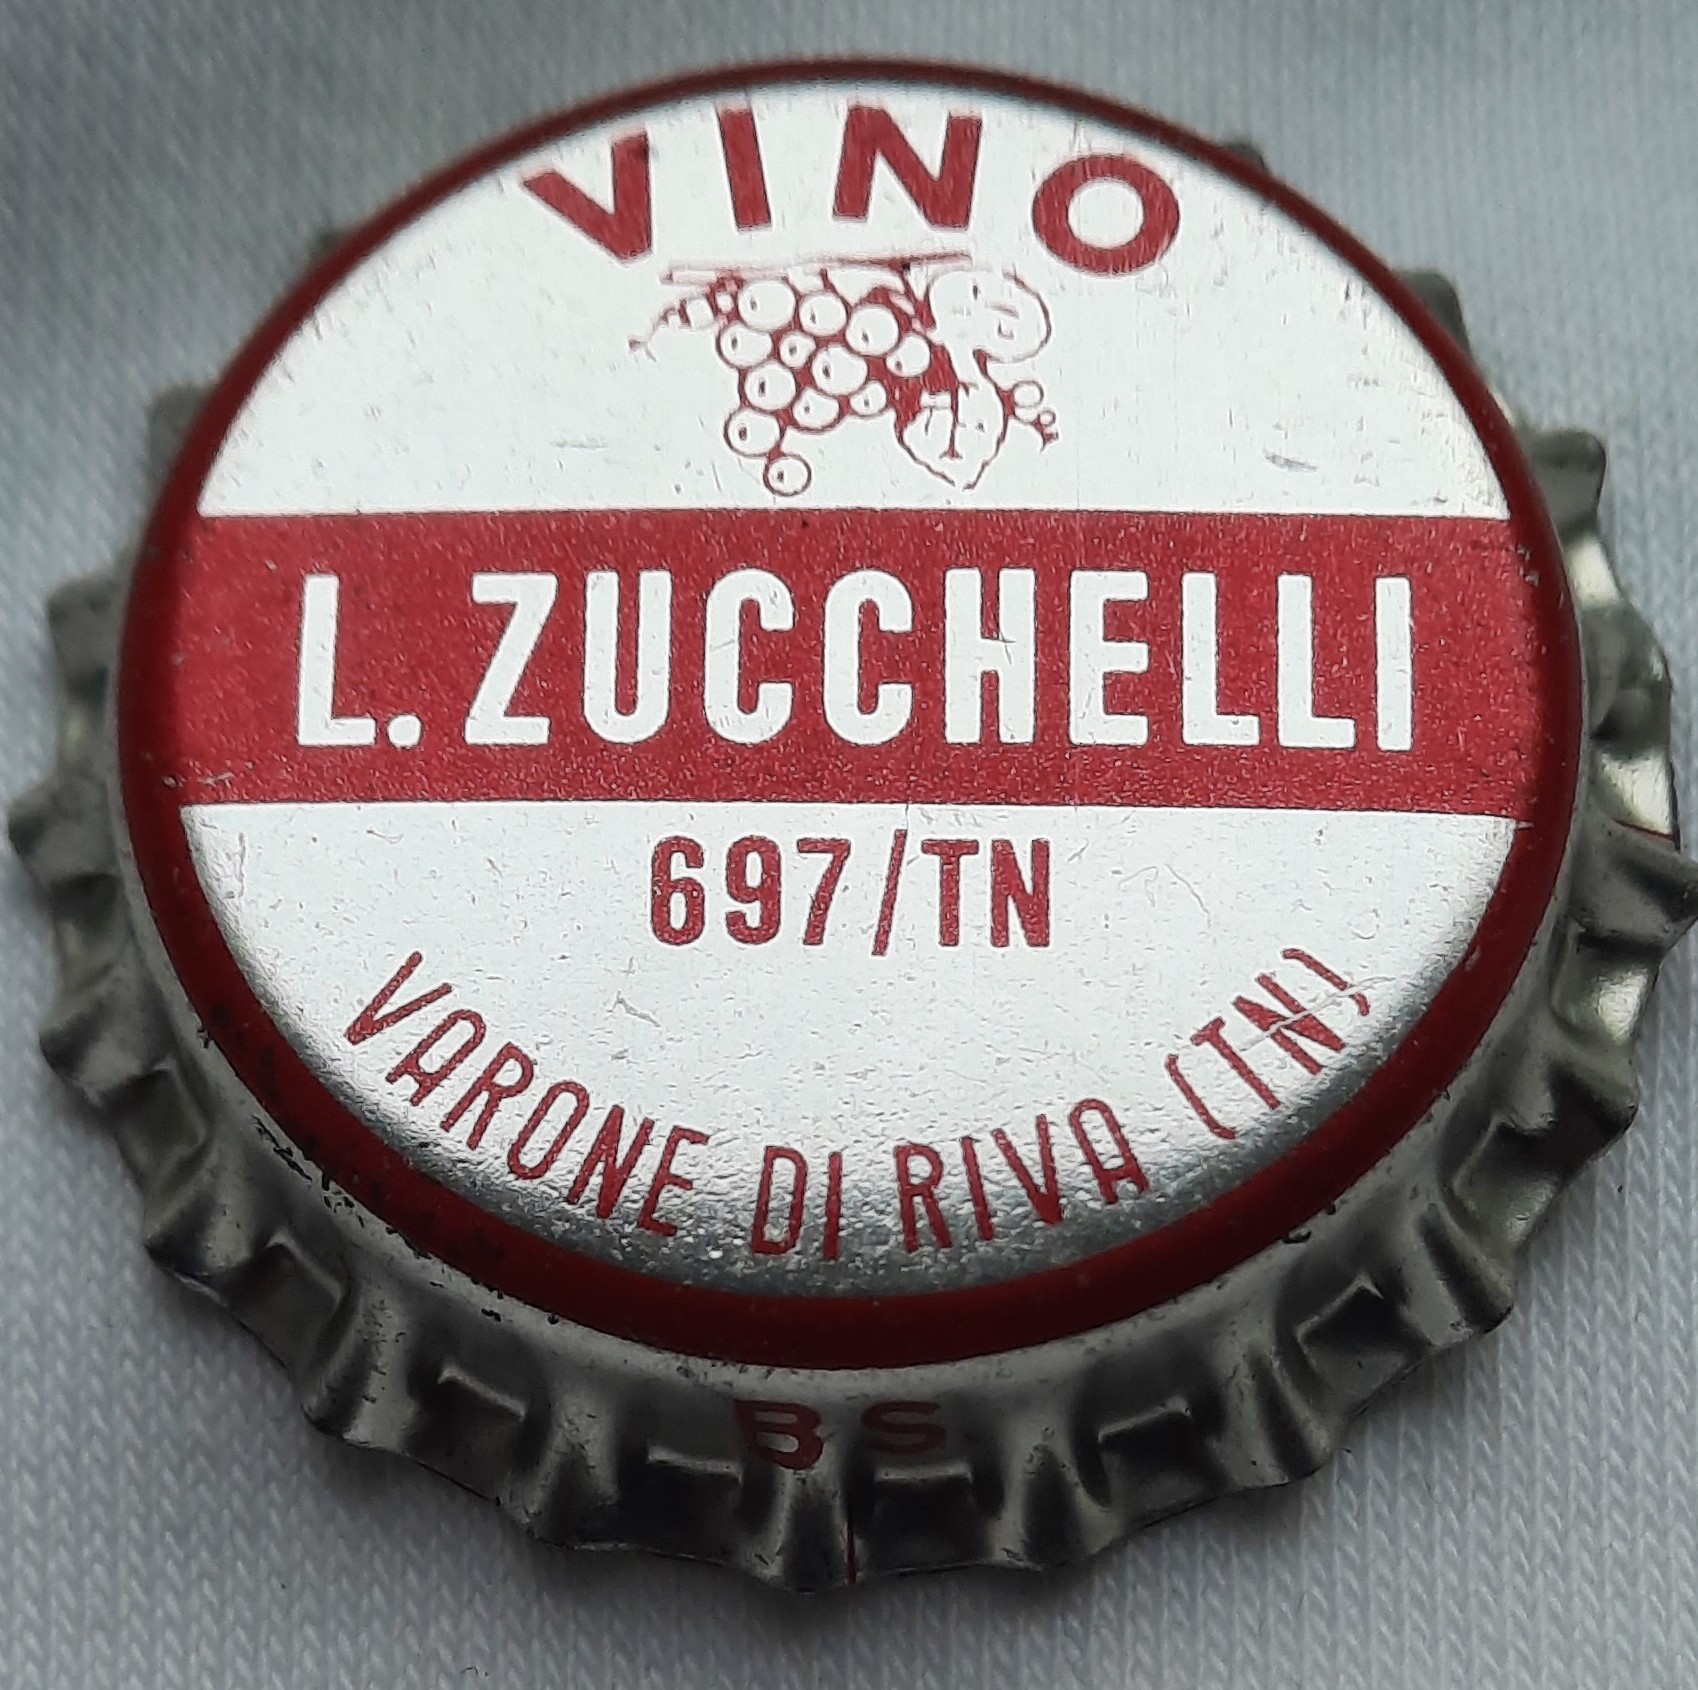 VINO
L. ZUCCHELLI
697/TN
VARONE DI RIVA (TN)
BS